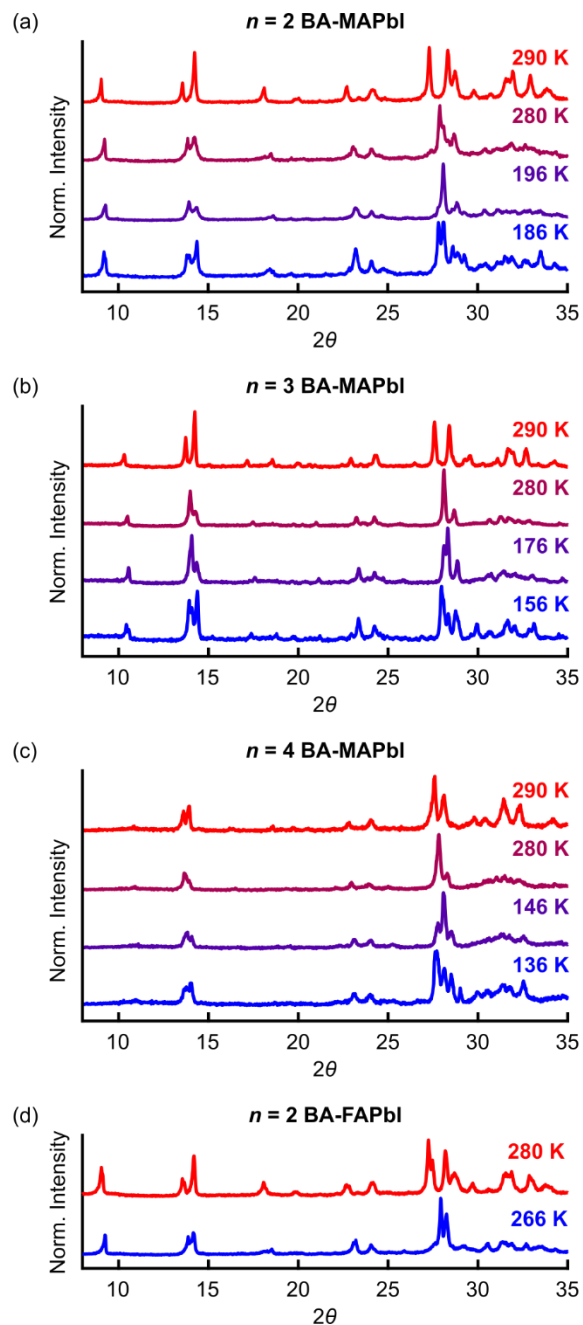 (a)
n = 2 BA-MAPbI
Norm. Intensity
290 K
280 K
196 K
186 K
10 15 20 25 30 35
2θ
(b)
n = 3 BA-MAPbI
Norm. Intensity
290 K
280 K
176 K
156 K
10 15 20 25 30 35
2θ
(c)
n = 4 BA-MAPbI
Norm. Intensity
290 K
280 K
146 K
136 K
10 15 20 25 30 35
2θ
(d)
n = 2 BA-FAPbI
Norm. Intensity
280 K
266 K
10 15 20 25 30 35
2θ